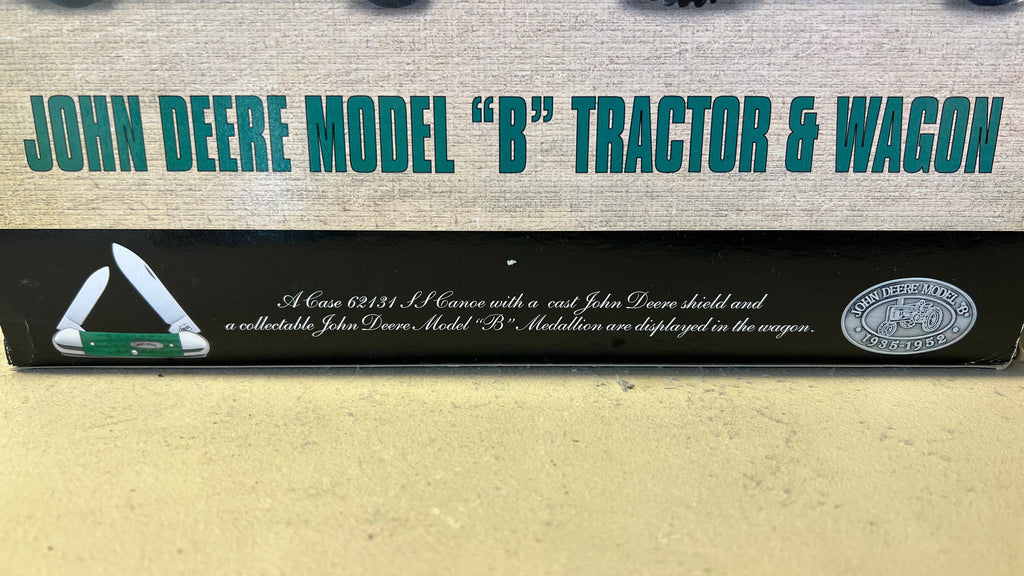 JOHN DEERE MODEL “B” TRACTOR & WAGON
A Case 62131 SS Canoe with a cast John Deere shield and
a collectable John Deere Model “B” Medallion are displayed in the wagon.
JOHN DEERE MODEL "B"
1935-1952